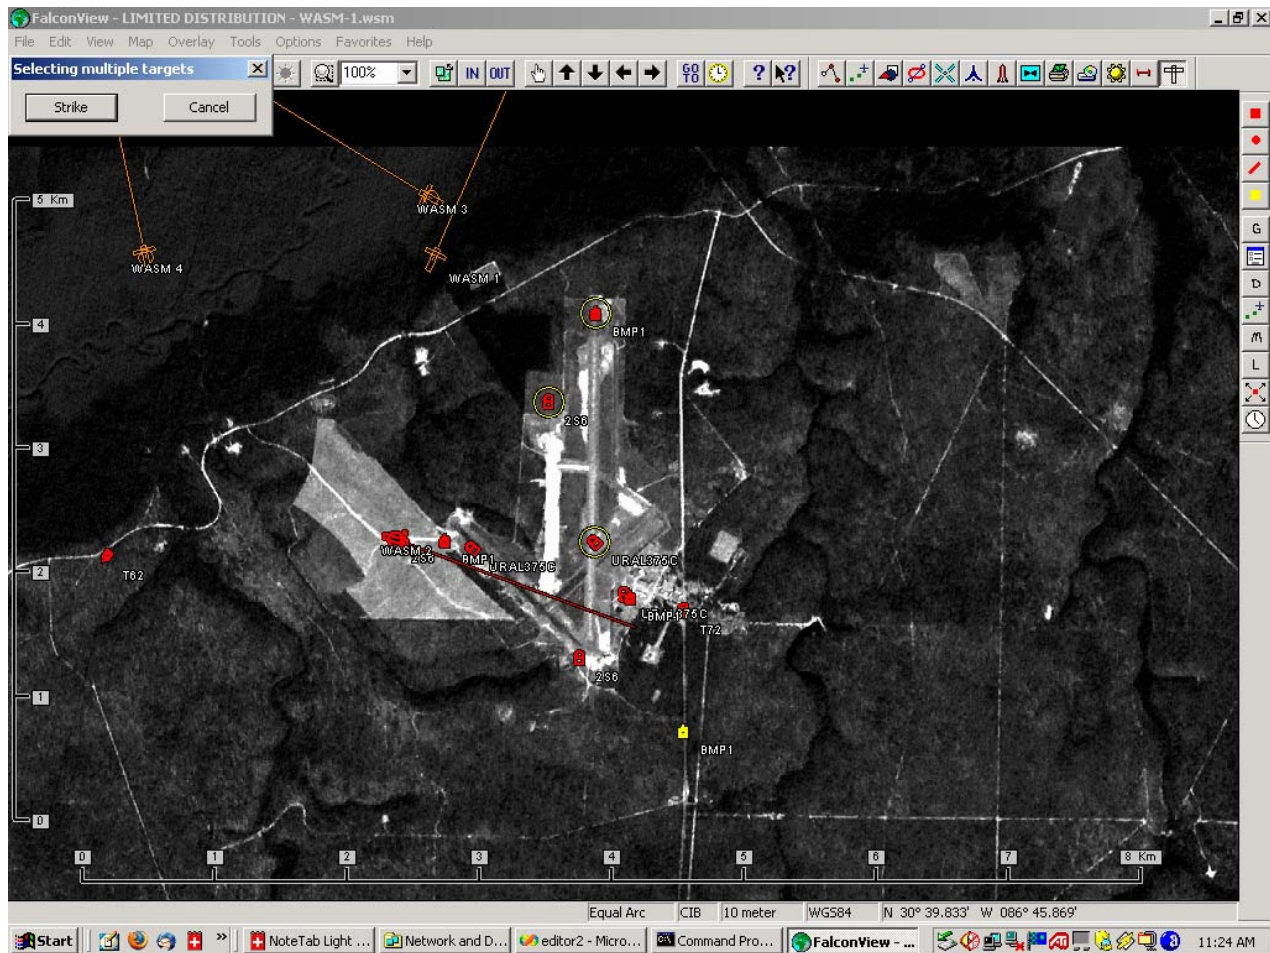 FalconView - LIMITED DISTRIBUTION - WASM-1.wsm
File Edit View Map Overlay Tools Options Favorites Help
Selecting multiple targets
Strike Cancel
100%
IN OUT
GO TO
5 Km
WASM 3
WASM 4
WASM 1
G
D
M
L
4
BMP1
2S6
3
WASM 2
2S6
BMP1
URAL375C
URAL375C
T62
2
BMP1
T72
2S6
1
BMP1
0
0 1 2 3 4 5 6 7 8 Km
Equal Arc CIB 10 meter WGS84 N 30° 39.833' W 086° 45.869'
Start
»
NoteTab Light ...
Network and D...
editor2 - Micro...
Command Pro...
FalconView - ...
11:24 AM